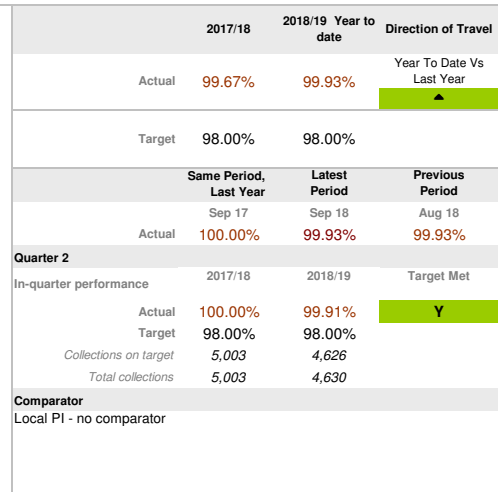 2017/18 2018/19 Year to date Direction of Travel
Actual 99.67% 99.93% Year To Date Vs Last Year
Target 98.00% 98.00%
Same Period, Last Year Latest Period Previous Period
Sep 17 Sep 18 Aug 18
Actual 100.00% 99.93% 99.93%
Quarter 2
In-quarter performance 2017/18 2018/19 Target Met
Actual 100.00% 99.91% Y
Target 98.00% 98.00%
Collections on target 5,003 4,626
Total collections 5,003 4,630
Comparator
Local PI - no comparator